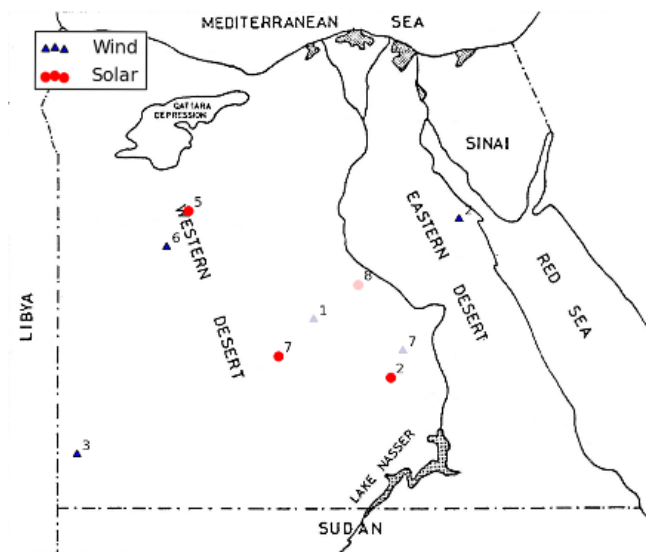 MEDITERRANEAN SEA
Wind
Solar
QATTARA
DEPRESSION
SINAI
5
WESTERN
DESERT
6
EASTERN
DESERT
2
RED
SEA
8
1
7
7
2
LIBYA
3
LAKE NASSER
SUDAN